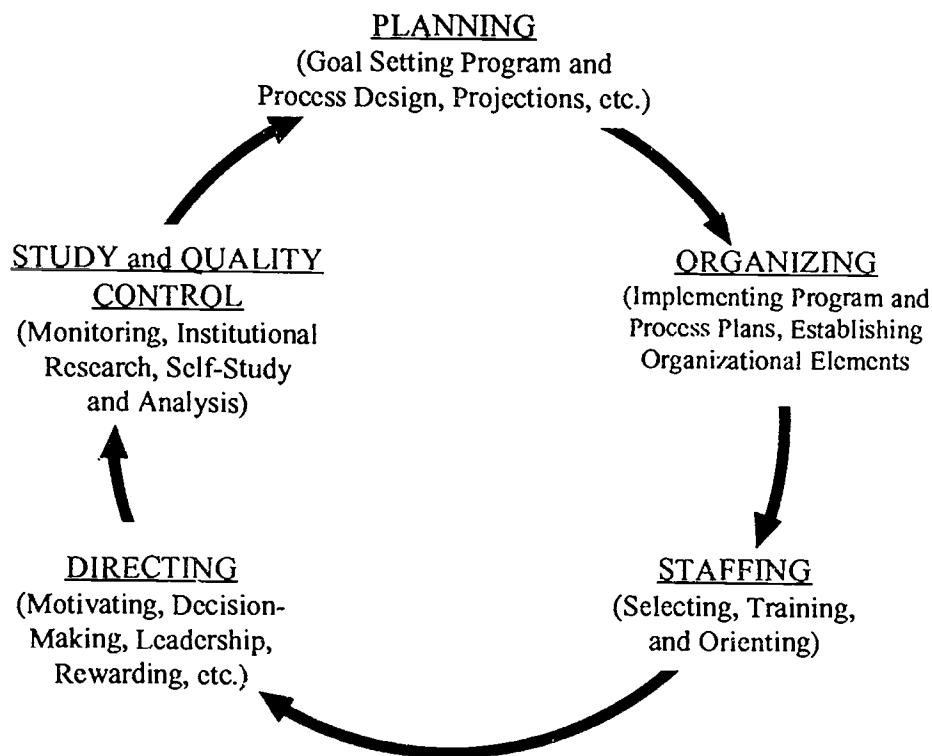 PLANNING
(Goal Setting Program and
Process Design, Projections, etc.)
ORGANIZING
(Implementing Program and
Process Plans, Establishing
Organizational Elements
STAFFING
(Selecting, Training,
and Orienting)
DIRECTING
(Motivating, Decision-
Making, Leadership,
Rewarding, etc.)
STUDY and QUALITY
CONTROL
(Monitoring, Institutional
Research, Self-Study
and Analysis)